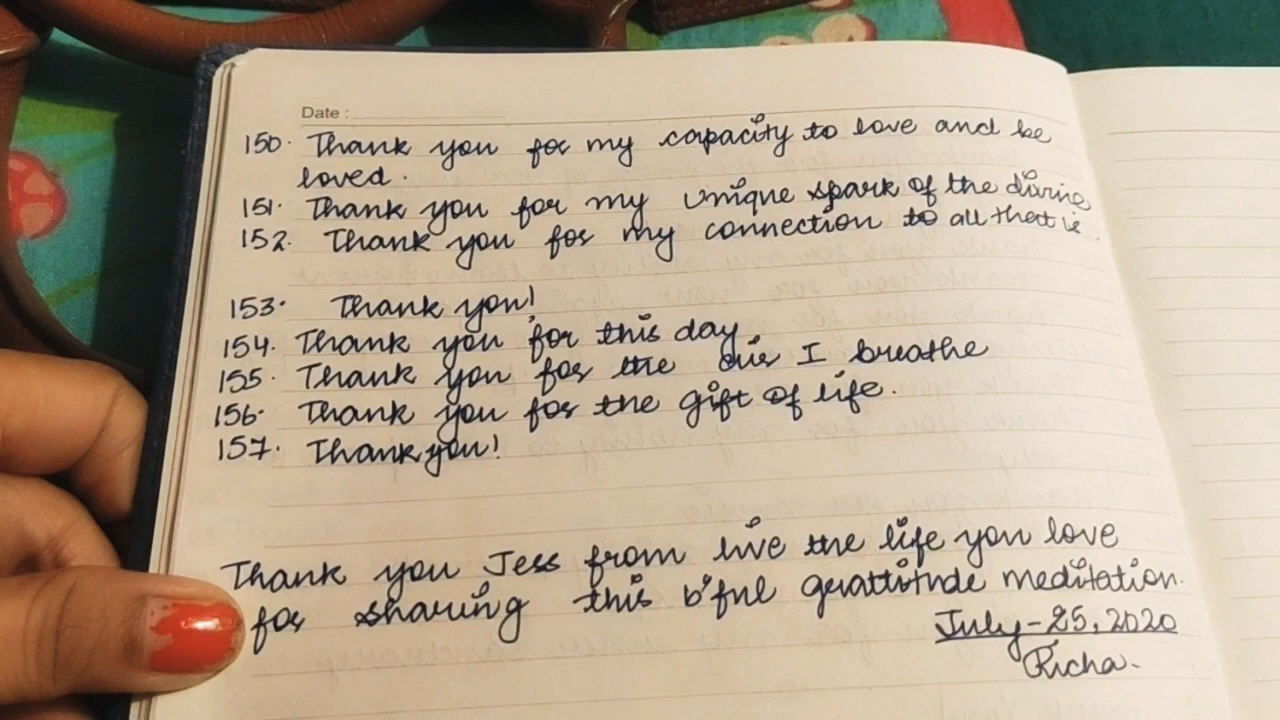 Date :
150. Thank you for my capacity to love and be
loved.
151. Thank you for my unique spark of the divine
152. Thank you for my connection to all that is
153. Thank you!
154. Thank you for this day
155. Thank you for the air I breathe
156. Thank you for the gift of life.
157. Thank you!
Thank you Jess from live the life you love
for sharing this b'ful grattitude meditation.
July-25, 2020
Richa.